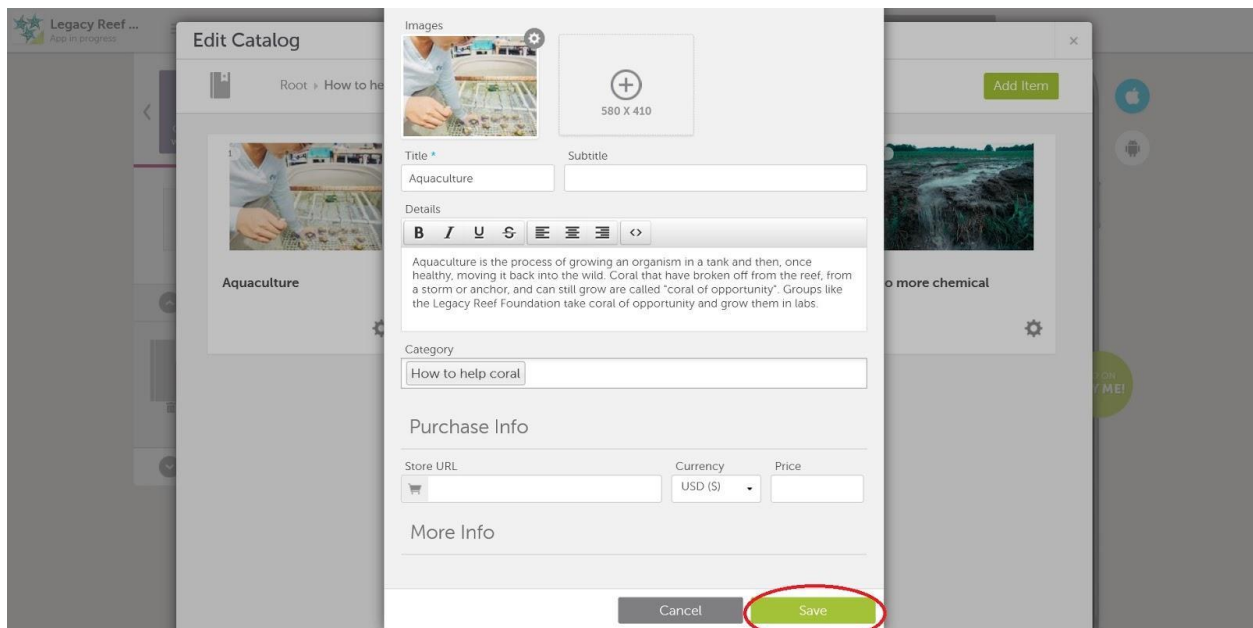 Legacy Reef ...
App in progress
Edit Catalog
Root » How to he
Add Item
Images
580 X 410
Title *
Subtitle
Aquaculture
Details
B I U S
Aquaculture is the process of growing an organism in a tank and then, once
healthy, moving it back into the wild. Coral that have broken off from the reef, from
a storm or anchor, and can still grow are called "coral of opportunity". Groups like
the Legacy Reef Foundation take coral of opportunity and grow them in labs.
Category
How to help coral
Purchase Info
Store URL
Currency
Price
USD ($)
More Info
Cancel
Save
1
Aquaculture
o more chemical
Y ME!